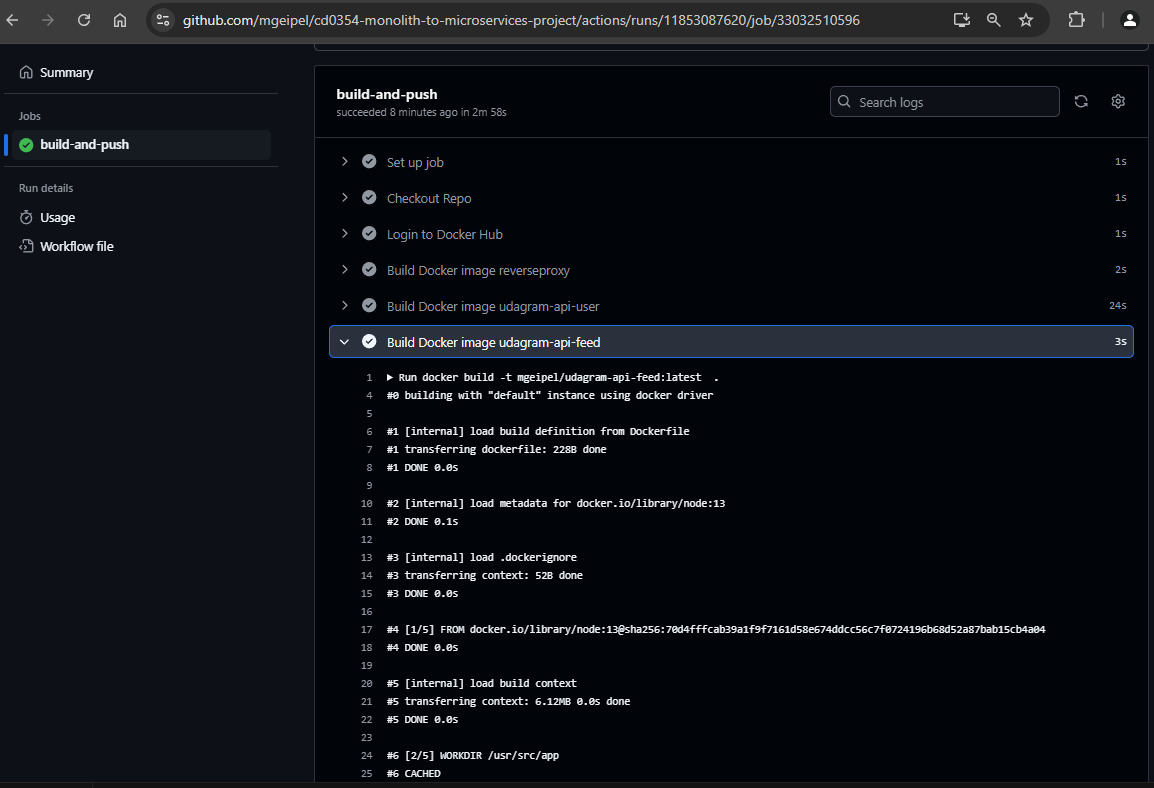 github.com/mgeipel/cd0354-monolith-to-microservices-project/actions/runs/11853087620/job/33032510596
Summary
Jobs
build-and-push
Run details
Usage
Workflow file
build-and-push
succeeded 8 minutes ago in 2m 58s
Search logs
Set up job 1s
Checkout Repo 1s
Login to Docker Hub 1s
Build Docker image reverseproxy 2s
Build Docker image udagram-api-user 24s
Build Docker image udagram-api-feed 3s
1 Run docker build -t mgeipel/udagram-api-feed:latest .
4 #0 building with "default" instance using docker driver
5
6 #1 [internal] load build definition from Dockerfile
7 #1 transferring dockerfile: 228B done
8 #1 DONE 0.0s
9
10 #2 [internal] load metadata for docker.io/library/node:13
11 #2 DONE 0.1s
12
13 #3 [internal] load .dockerignore
14 #3 transferring context: 52B done
15 #3 DONE 0.0s
16
17 #4 [1/5] FROM docker.io/library/node:13@sha256:70d4fffcab39a1f9f7161d58e674ddcc56c7f0724196b68d52a87bab15cb4a04
18 #4 DONE 0.0s
19
20 #5 [internal] load build context
21 #5 transferring context: 6.12MB 0.0s done
22 #5 DONE 0.0s
23
24 #6 [2/5] WORKDIR /usr/src/app
25 #6 CACHED